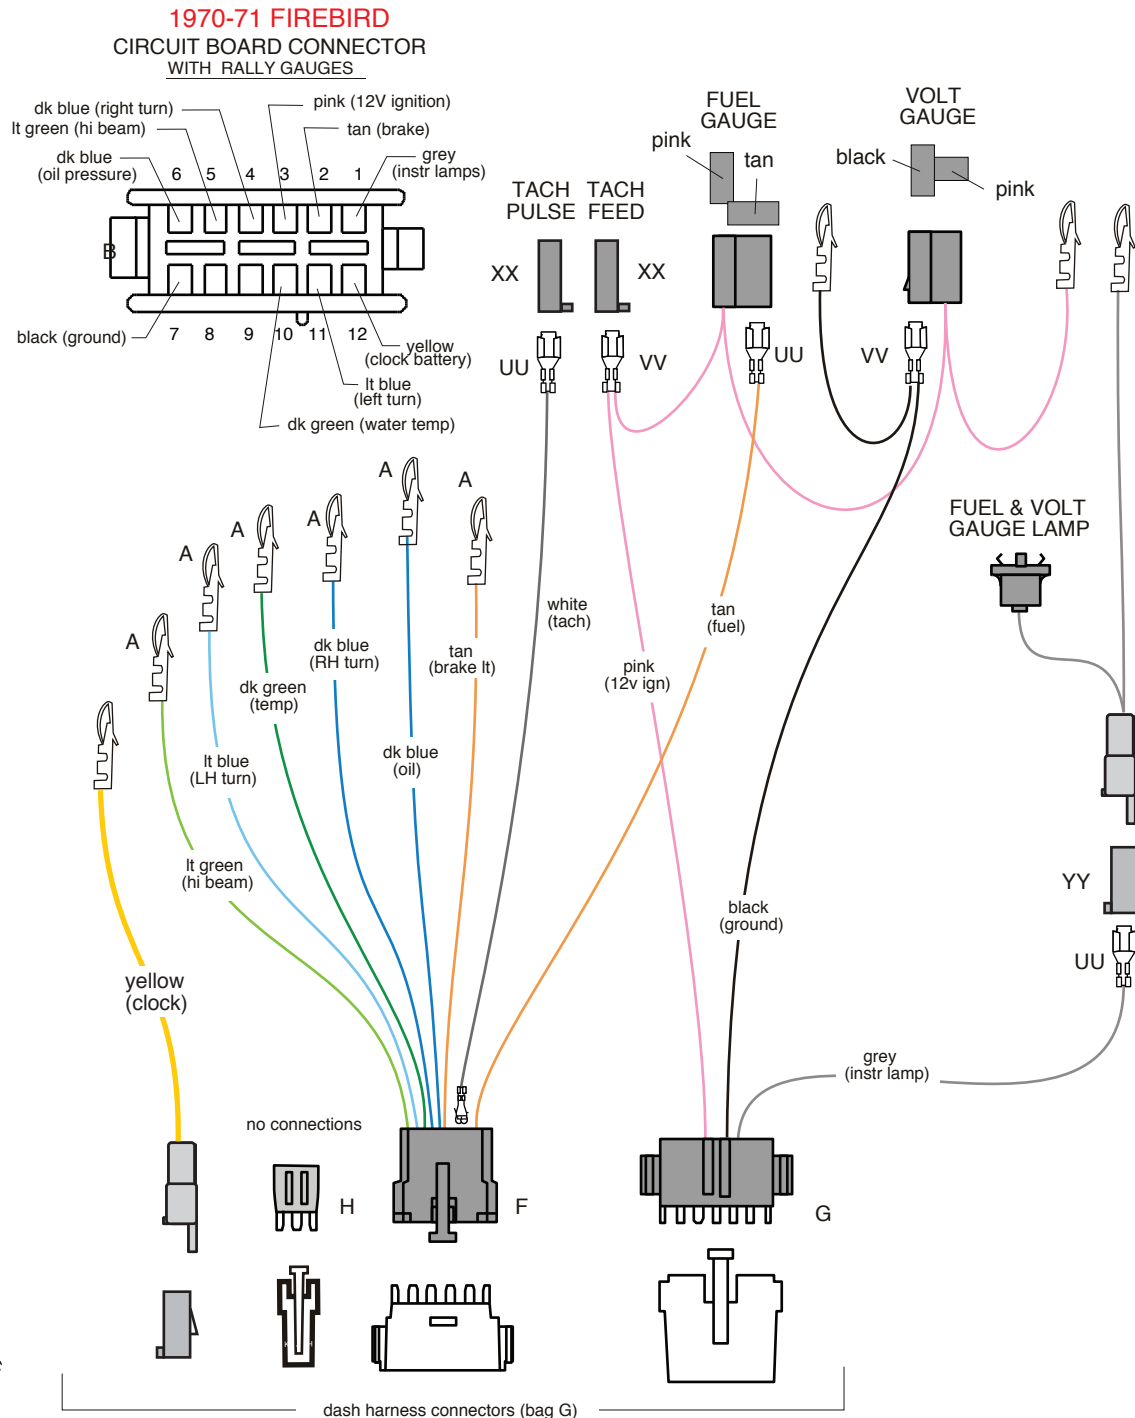 1970-71 FIREBIRD
CIRCUIT BOARD CONNECTOR
WITH RALLY GAUGES
pink (12V ignition)
dk blue (right turn)
lt green (hi beam)
tan (brake)
dk blue
(oil pressure)
grey
(instr lamps)
6 5 4 3 2 1
B
7 8 9 10 11 12
black (ground)
yellow
(clock battery)
lt blue
(left turn)
dk green (water temp)
TACH
PULSE
TACH
FEED
FUEL
GAUGE
pink
tan
VOLT
GAUGE
black
pink
XX
XX
UU
VV
UU
VV
A
A
A
A
A
A
FUEL & VOLT
GAUGE LAMP
white
(tach)
tan
(fuel)
dk blue
(RH turn)
tan
(brake lt)
pink
(12v ign)
dk green
(temp)
lt blue
(LH turn)
dk blue
(oil)
lt green
(hi beam)
YY
black
(ground)
UU
yellow
(clock)
grey
(instr lamp)
no connections
H
F
G
dash harness connectors (bag G)